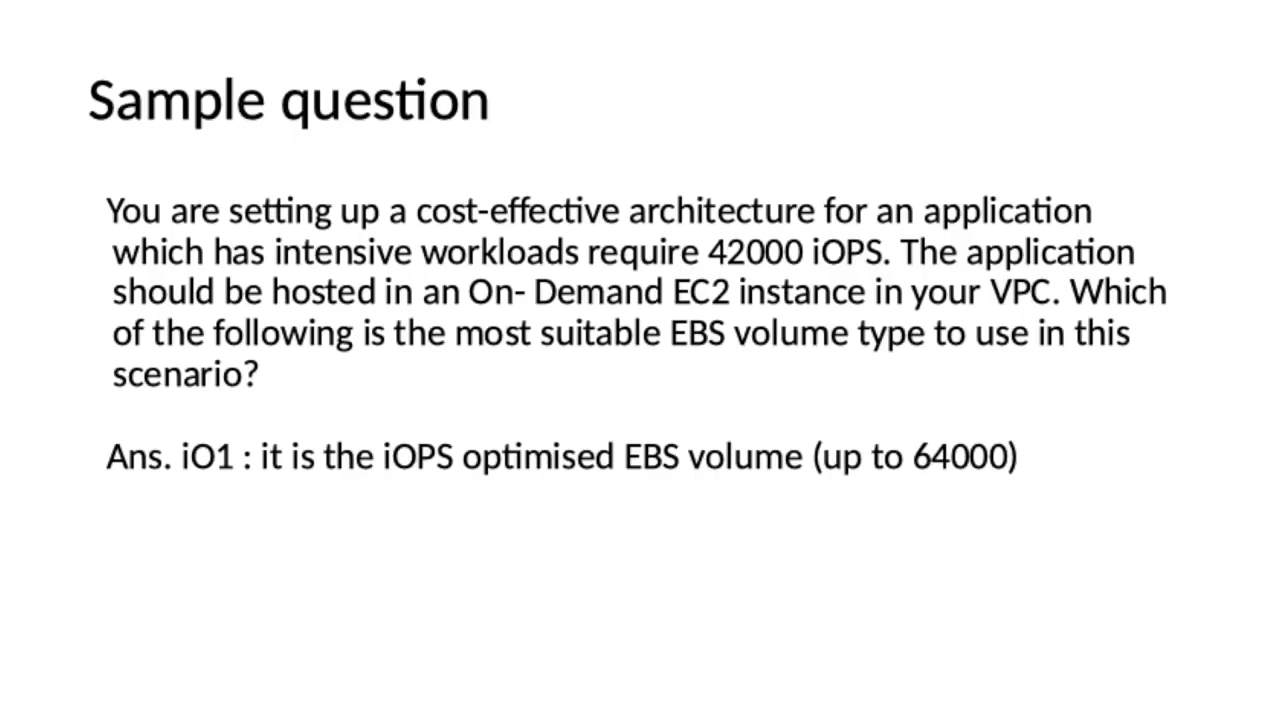 Sample question
You are setting up a cost-effective architecture for an application
which has intensive workloads require 42000 iOPS. The application
should be hosted in an On- Demand EC2 instance in your VPC. Which
of the following is the most suitable EBS volume type to use in this
scenario?
Ans. iO1 : it is the iOPS optimised EBS volume (up to 64000)